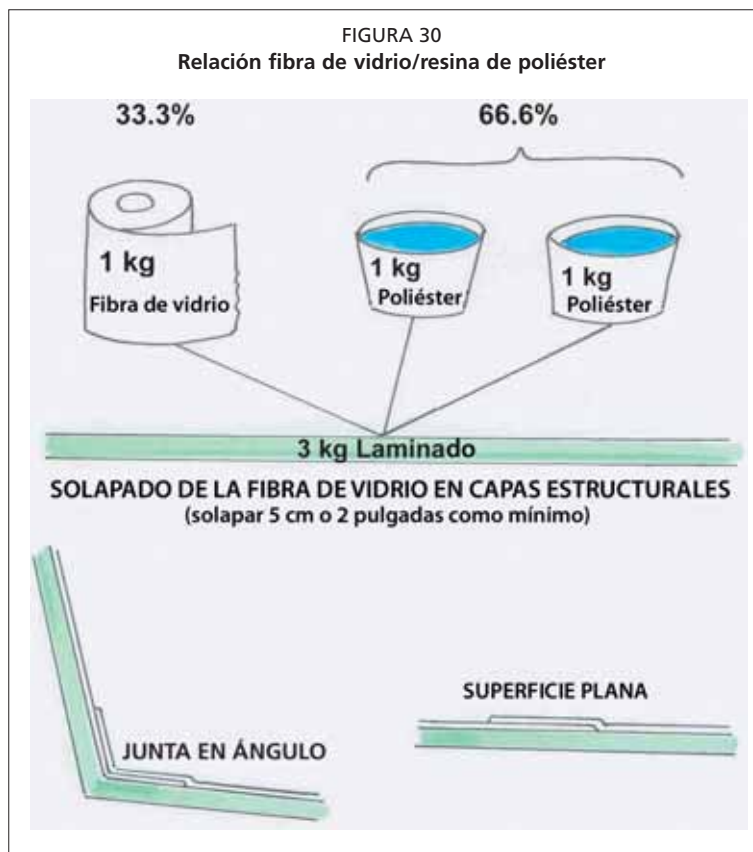 FIGURA 30
Relación fibra de vidrio/resina de poliéster
33.3%
66.6%
1 kg
Fibra de vidrio
1 kg
Poliéster
1 kg
Poliéster
3 kg Laminado
SOLAPADO DE LA FIBRA DE VIDRIO EN CAPAS ESTRUCTURALES
(solapar 5 cm o 2 pulgadas como mínimo)
SUPERFICIE PLANA
JUNTA EN ÁNGULO